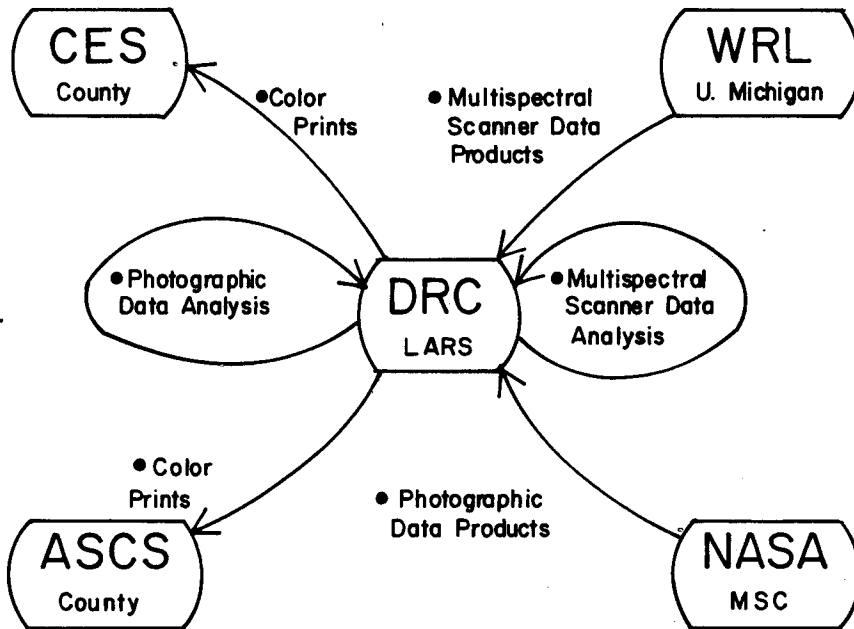 CES
County
WRL
U. Michigan
•Color
Prints
• Multispectral
Scanner Data
Products
• Photographic
Data Analysis
DRC
LARS
• Multispectral
Scanner Data
Analysis
• Color
Prints
• Photographic
Data Products
ASCS
County
NASA
MSC